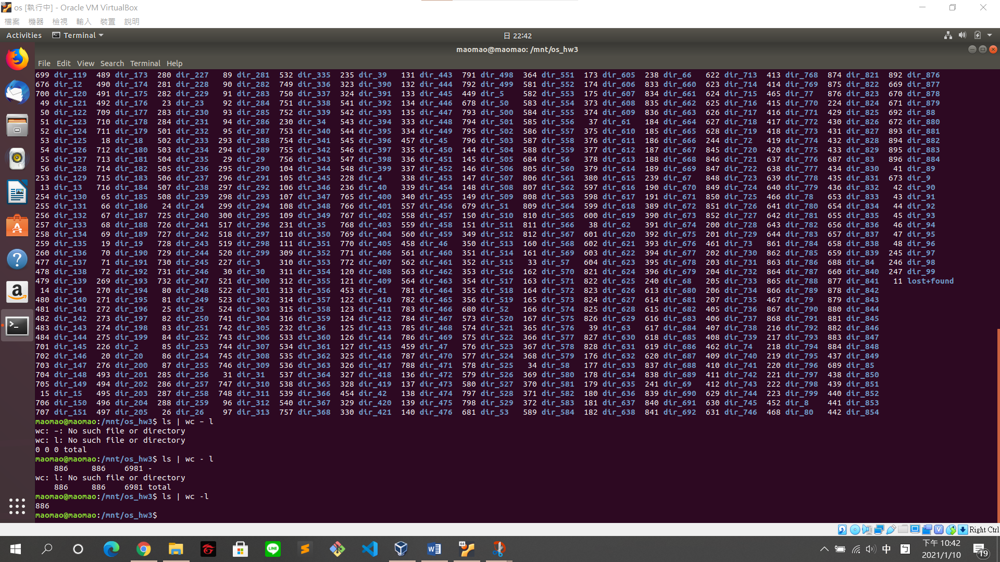 os [執行中] - Oracle VM VirtualBox
檔案 機器 檢視 輸入 裝置 說明
Activities Terminal 日 22:42
maomao@maomao: /mnt/os_hw3
File Edit View Search Terminal Help
699 dir_119 489 dir_173 280 dir_227 89 dir_281 532 dir_335 235 dir_39 131 dir_443 791 dir_498 364 dir_551 173 dir_605 238 dir_66 622 dir_713 413 dir_768 874 dir_821 892 dir_876
676 dir_12 490 dir_174 281 dir_228 90 dir_282 749 dir_336 323 dir_390 132 dir_444 792 dir_499 581 dir_552 174 dir_606 833 dir_660 623 dir_714 414 dir_769 875 dir_822 669 dir_877
700 dir_120 491 dir_175 282 dir_229 91 dir_283 750 dir_337 324 dir_391 133 dir_445 449 dir_5 582 dir_553 175 dir_607 834 dir_661 624 dir_715 465 dir_77 876 dir_823 670 dir_878
49 dir_121 492 dir_176 23 dir_23 92 dir_284 751 dir_338 541 dir_392 134 dir_446 678 dir_50 583 dir_554 373 dir_608 835 dir_662 625 dir_716 415 dir_770 224 dir_824 671 dir_879
50 dir_122 709 dir_177 283 dir_230 93 dir_285 752 dir_339 542 dir_393 135 dir_447 793 dir_500 584 dir_555 374 dir_609 836 dir_663 626 dir_717 416 dir_771 429 dir_825 692 dir_88
51 dir_123 710 dir_178 284 dir_231 94 dir_286 230 dir_34 543 dir_394 333 dir_448 794 dir_501 585 dir_556 37 dir_61 184 dir_664 627 dir_718 417 dir_772 430 dir_826 672 dir_880
52 dir_124 711 dir_179 501 dir_232 95 dir_287 753 dir_340 544 dir_395 334 dir_449 795 dir_502 586 dir_557 375 dir_610 185 dir_665 628 dir_719 418 dir_773 431 dir_827 893 dir_881
53 dir_125 18 dir_18 502 dir_233 293 dir_288 754 dir_341 545 dir_396 457 dir_45 796 dir_503 587 dir_558 376 dir_611 186 dir_666 244 dir_72 419 dir_774 432 dir_828 894 dir_882
54 dir_126 712 dir_180 503 dir_234 294 dir_289 755 dir_342 546 dir_397 335 dir_450 144 dir_504 588 dir_559 377 dir_612 187 dir_667 845 dir_720 420 dir_775 433 dir_829 895 dir_883
55 dir_127 713 dir_181 504 dir_235 29 dir_29 756 dir_343 547 dir_398 336 dir_451 145 dir_505 684 dir_56 378 dir_613 188 dir_668 846 dir_721 637 dir_776 687 dir_83 896 dir_884
56 dir_128 714 dir_182 505 dir_236 295 dir_290 104 dir_344 548 dir_399 337 dir_452 146 dir_506 805 dir_560 379 dir_614 189 dir_669 847 dir_722 638 dir_777 434 dir_830 41 dir_89
253 dir_129 715 dir_183 506 dir_237 296 dir_291 105 dir_345 228 dir_4 338 dir_453 147 dir_507 806 dir_561 380 dir_615 239 dir_67 848 dir_723 639 dir_778 435 dir_831 673 dir_9
13 dir_13 716 dir_184 507 dir_238 297 dir_292 106 dir_346 236 dir_40 339 dir_454 148 dir_508 807 dir_562 597 dir_616 190 dir_670 849 dir_724 640 dir_779 436 dir_832 42 dir_90
254 dir_130 65 dir_185 508 dir_239 298 dir_293 107 dir_347 765 dir_400 340 dir_455 149 dir_509 808 dir_563 598 dir_617 191 dir_671 850 dir_725 466 dir_78 653 dir_833 43 dir_91
255 dir_131 66 dir_186 24 dir_24 299 dir_294 108 dir_348 766 dir_401 557 dir_456 679 dir_51 809 dir_564 599 dir_618 389 dir_672 851 dir_726 641 dir_780 654 dir_834 44 dir_92
256 dir_132 67 dir_187 725 dir_240 300 dir_295 109 dir_349 767 dir_402 558 dir_457 150 dir_510 810 dir_565 600 dir_619 390 dir_673 852 dir_727 642 dir_781 655 dir_835 45 dir_93
257 dir_133 68 dir_188 726 dir_241 517 dir_296 231 dir_35 768 dir_403 559 dir_458 151 dir_511 811 dir_566 38 dir_62 391 dir_674 200 dir_728 643 dir_782 656 dir_836 46 dir_94
258 dir_134 69 dir_189 727 dir_242 518 dir_297 110 dir_350 769 dir_404 560 dir_459 349 dir_512 812 dir_567 601 dir_620 392 dir_675 201 dir_729 644 dir_783 657 dir_837 47 dir_95
259 dir_135 19 dir_19 728 dir_243 519 dir_298 111 dir_351 770 dir_405 458 dir_46 350 dir_513 160 dir_568 602 dir_621 393 dir_676 461 dir_73 861 dir_784 658 dir_838 48 dir_96
260 dir_136 70 dir_190 729 dir_244 520 dir_299 309 dir_352 771 dir_406 561 dir_460 351 dir_514 161 dir_569 603 dir_622 394 dir_677 202 dir_730 862 dir_785 659 dir_839 245 dir_97
477 dir_137 71 dir_191 730 dir_245 227 dir_3 310 dir_353 772 dir_407 562 dir_461 352 dir_515 33 dir_57 604 dir_623 395 dir_678 203 dir_731 863 dir_786 688 dir_84 246 dir_98
478 dir_138 72 dir_192 731 dir_246 30 dir_30 311 dir_354 120 dir_408 563 dir_462 353 dir_516 162 dir_570 821 dir_624 396 dir_679 204 dir_732 864 dir_787 660 dir_840 247 dir_99
479 dir_139 269 dir_193 732 dir_247 521 dir_300 312 dir_355 121 dir_409 564 dir_463 354 dir_517 163 dir_571 822 dir_625 240 dir_68 205 dir_733 865 dir_788 877 dir_841 11 lost+found
14 dir_14 270 dir_194 80 dir_248 522 dir_301 313 dir_356 453 dir_41 781 dir_464 355 dir_518 164 dir_572 823 dir_626 613 dir_680 206 dir_734 866 dir_789 878 dir_842
480 dir_140 271 dir_195 81 dir_249 523 dir_302 314 dir_357 122 dir_410 782 dir_465 356 dir_519 165 dir_573 824 dir_627 614 dir_681 207 dir_735 467 dir_79 879 dir_843
481 dir_141 272 dir_196 25 dir_25 524 dir_303 315 dir_358 123 dir_411 783 dir_466 680 dir_52 166 dir_574 825 dir_628 615 dir_682 405 dir_736 867 dir_790 880 dir_844
482 dir_142 273 dir_197 82 dir_250 741 dir_304 316 dir_359 124 dir_412 784 dir_467 573 dir_520 167 dir_575 826 dir_629 616 dir_683 406 dir_737 868 dir_791 881 dir_845
483 dir_143 274 dir_198 83 dir_251 742 dir_305 232 dir_36 125 dir_413 785 dir_468 574 dir_521 365 dir_576 39 dir_63 617 dir_684 407 dir_738 216 dir_792 882 dir_846
484 dir_144 275 dir_199 84 dir_252 743 dir_306 533 dir_360 126 dir_414 786 dir_469 575 dir_522 366 dir_577 827 dir_630 618 dir_685 408 dir_739 217 dir_793 883 dir_847
701 dir_145 226 dir_2 85 dir_253 744 dir_307 534 dir_361 127 dir_415 459 dir_47 576 dir_523 367 dir_578 828 dir_631 619 dir_686 462 dir_74 218 dir_794 884 dir_848
702 dir_146 20 dir_20 86 dir_254 745 dir_308 535 dir_362 325 dir_416 787 dir_470 577 dir_524 368 dir_579 176 dir_632 620 dir_687 409 dir_740 219 dir_795 437 dir_849
703 dir_147 276 dir_200 87 dir_255 746 dir_309 536 dir_363 326 dir_417 788 dir_471 578 dir_525 34 dir_58 177 dir_633 837 dir_688 410 dir_741 220 dir_796 689 dir_85
704 dir_148 493 dir_201 285 dir_256 31 dir_31 537 dir_364 327 dir_418 136 dir_472 579 dir_526 369 dir_580 178 dir_634 838 dir_689 411 dir_742 221 dir_797 438 dir_850
705 dir_149 494 dir_202 286 dir_257 747 dir_310 538 dir_365 328 dir_419 137 dir_473 580 dir_527 370 dir_581 179 dir_635 241 dir_69 412 dir_743 222 dir_798 439 dir_851
15 dir_15 495 dir_203 287 dir_258 748 dir_311 539 dir_366 454 dir_42 138 dir_474 797 dir_528 371 dir_582 180 dir_636 839 dir_690 629 dir_744 223 dir_799 440 dir_852
706 dir_150 496 dir_204 288 dir_259 96 dir_312 540 dir_367 329 dir_420 139 dir_475 798 dir_529 372 dir_583 181 dir_637 840 dir_691 630 dir_745 452 dir_8 441 dir_853
707 dir_151 497 dir_205 26 dir_26 97 dir_313 757 dir_368 330 dir_421 140 dir_476 681 dir_53 589 dir_584 182 dir_638 841 dir_692 631 dir_746 468 dir_80 442 dir_854
maomao@maomao:/mnt/os_hw3$ ls | wc – l
wc: –: No such file or directory
wc: l: No such file or directory
0 0 0 total
maomao@maomao:/mnt/os_hw3$ ls | wc - l
886 886 6981 -
wc: l: No such file or directory
886 886 6981 total
maomao@maomao:/mnt/os_hw3$ ls | wc -l
886
maomao@maomao:/mnt/os_hw3$
Right Ctrl
中 ㄅ 下午 10:42
2021/1/10
19